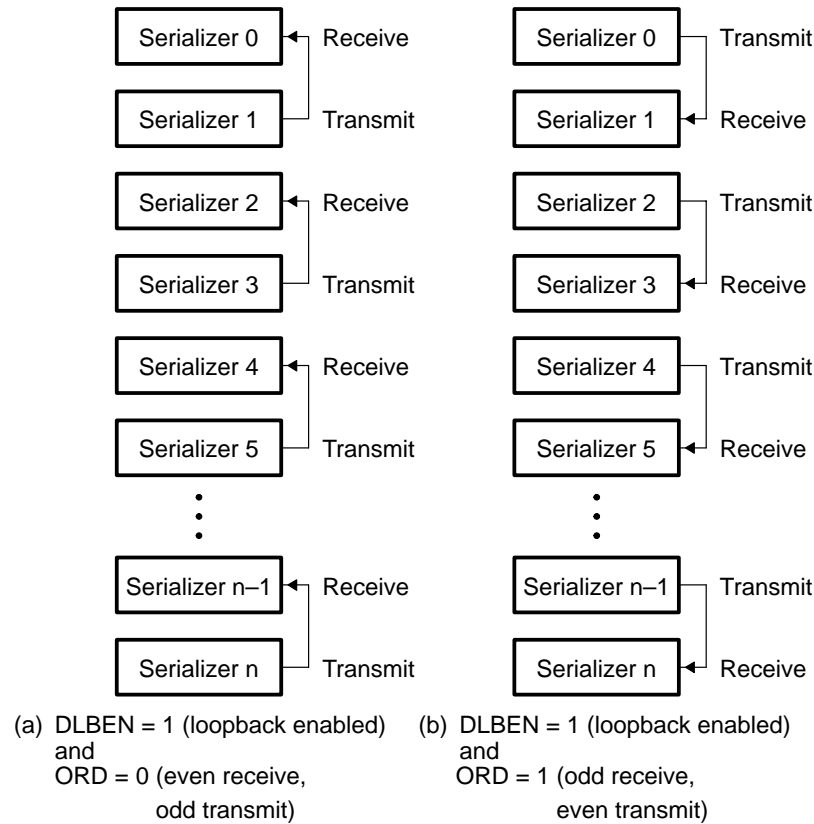 Serializer 0 Receive
Serializer 1 Transmit
Serializer 2 Receive
Serializer 3 Transmit
Serializer 4 Receive
Serializer 5 Transmit
Serializer n–1 Receive
Serializer n Transmit
(a) DLBEN = 1 (loopback enabled)
and
ORD = 0 (even receive,
odd transmit)
Serializer 0 Transmit
Serializer 1 Receive
Serializer 2 Transmit
Serializer 3 Receive
Serializer 4 Transmit
Serializer 5 Receive
Serializer n–1 Transmit
Serializer n Receive
(b) DLBEN = 1 (loopback enabled)
and
ORD = 1 (odd receive,
even transmit)